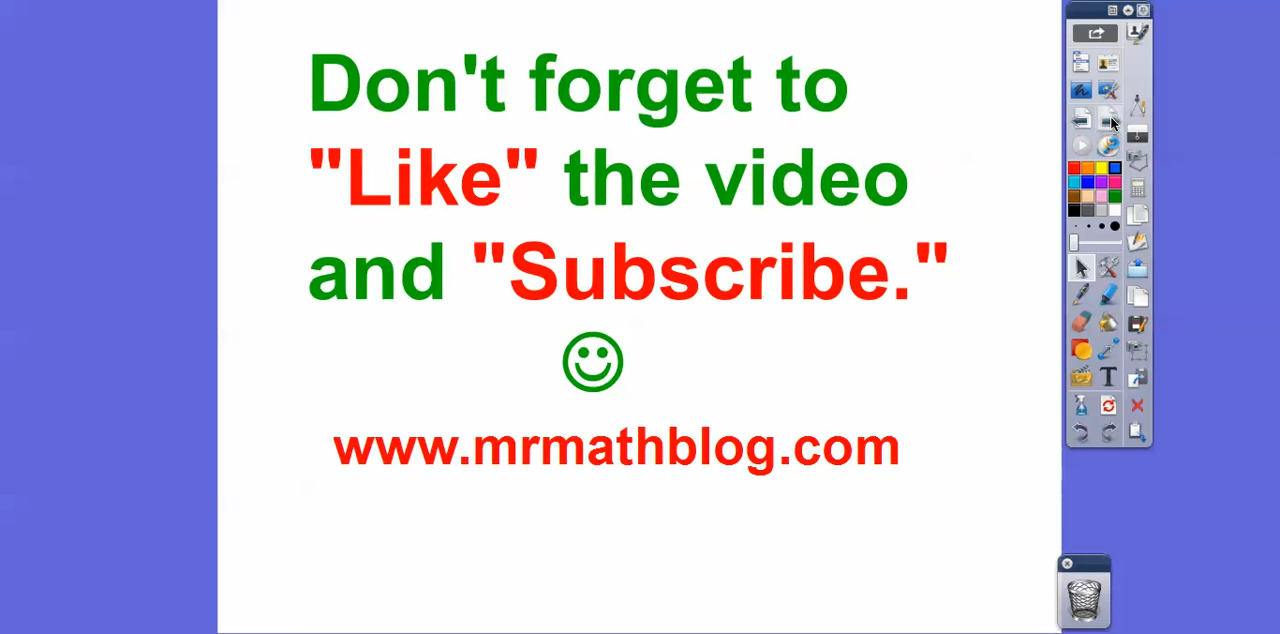 Don't forget to
"Like" the video
and "Subscribe."
www.mrmathblog.com